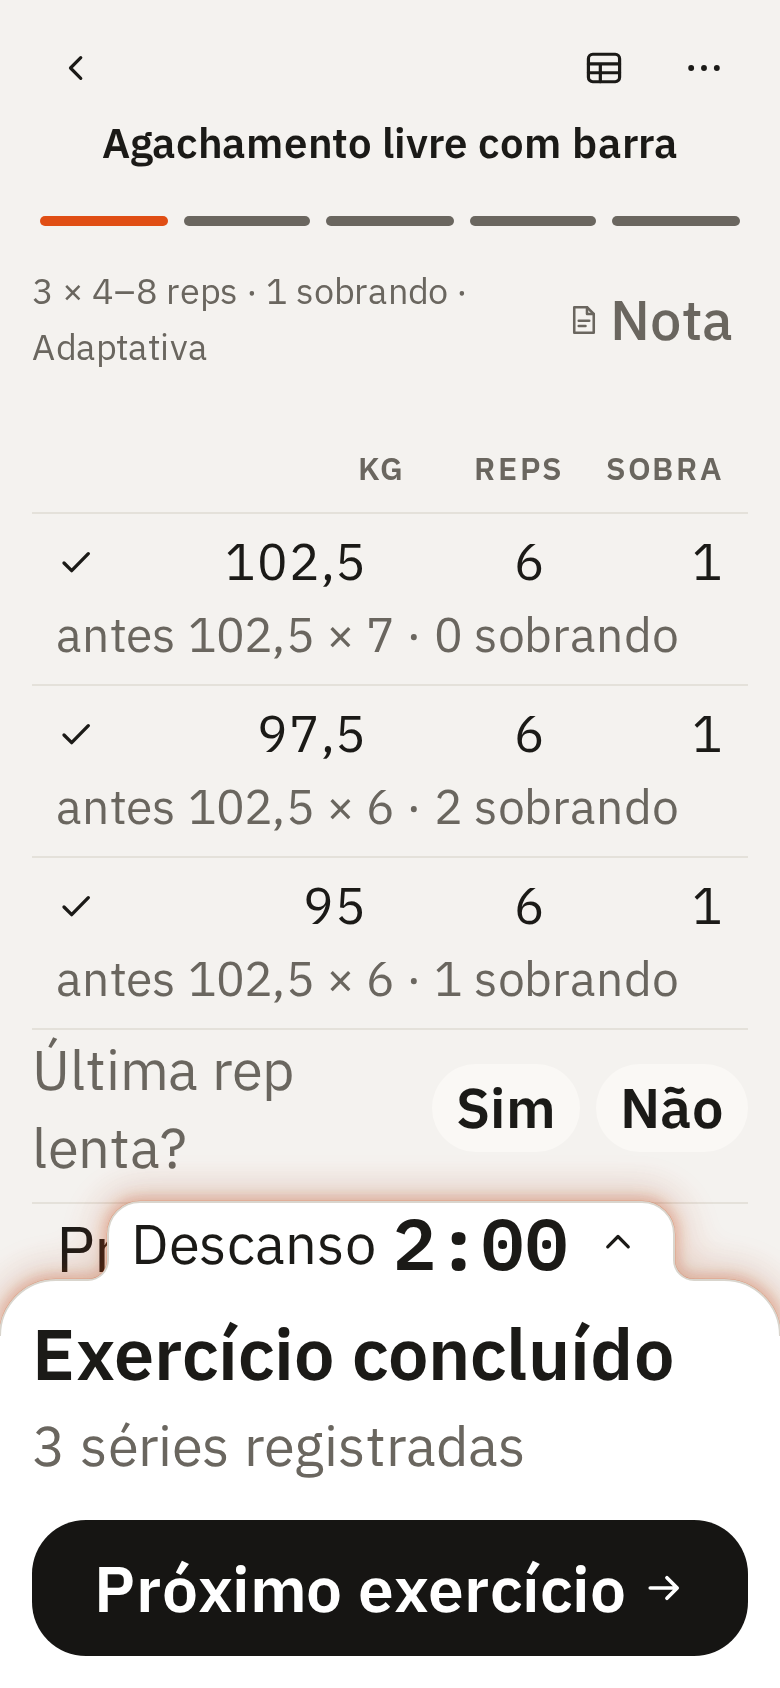 Agachamento livre com barra
3 × 4–8 reps · 1 sobrando ·
Adaptativa
Nota
KG REPS SOBRA
102,5 6 1
antes 102,5 × 7 · 0 sobrando
97,5 6 1
antes 102,5 × 6 · 2 sobrando
95 6 1
antes 102,5 × 6 · 1 sobrando
Última rep
lenta?
Sim Não
Descanso 2:00
Exercício concluído
3 séries registradas
Próximo exercício →